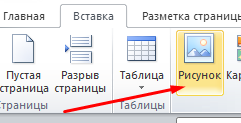 Главная Вставка Разметка страницы
Пустая Разрыв Таблица Рисунок
страница страницы
Таблицы